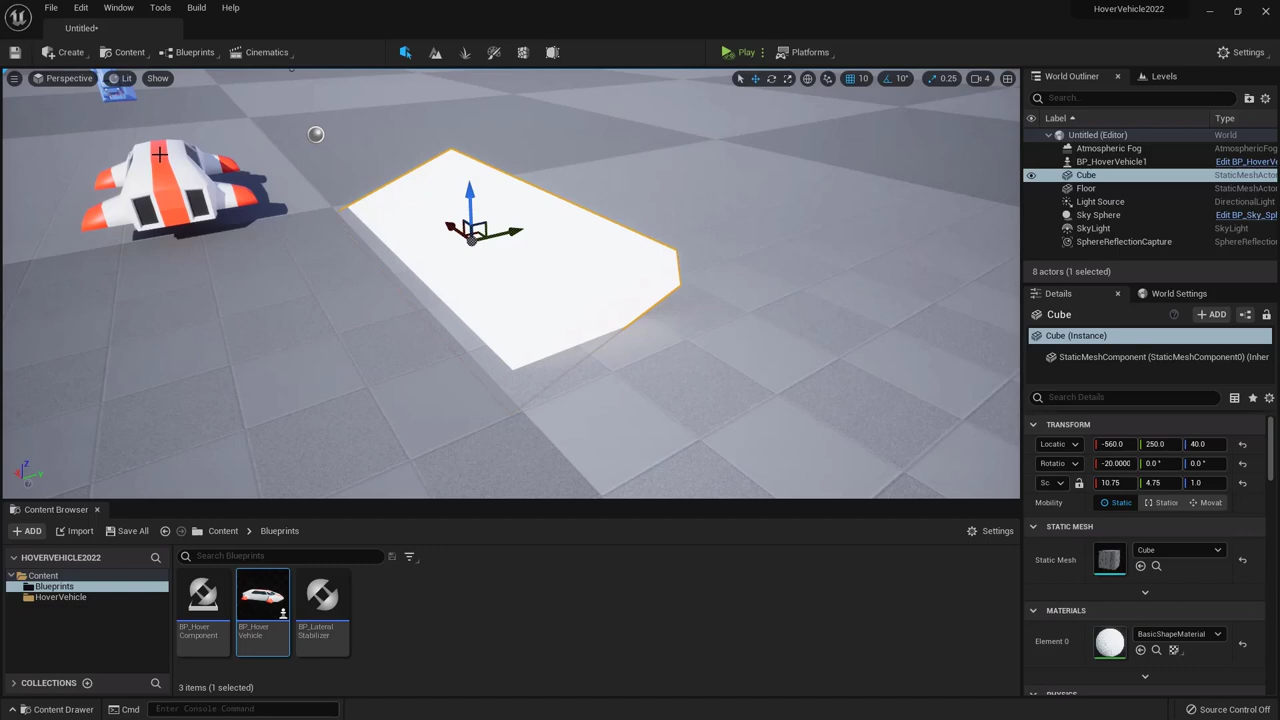 File Edit Window Tools Build Help
HoverVehicle2022
Untitled*
Create Content Blueprints Cinematics Play Platforms Settings
Perspective Lit Show
10 10° 0.25 4
World Outliner Levels
Search...
Label Type
Untitled (Editor) World
Atmospheric Fog AtmosphericFog
BP_HoverVehicle1 Edit BP_HoverV
Cube StaticMeshActor
Floor StaticMeshActor
Light Source DirectionalLight
Sky Sphere Edit BP_Sky_Sp
SkyLight SkyLight
SphereReflectionCapture SphereReflection
8 actors (1 selected)
Details World Settings
Cube ADD
Cube (Instance)
StaticMeshComponent (StaticMeshComponent0) (Inher
Search Details
TRANSFORM
Locatic -560.0 250.0 40.0
Rotatio -20.0000 0.0 ° 0.0 °
Sc. 10.75 4.75 1.0
Mobility Static Station Movat
STATIC MESH
Static Mesh Cube
MATERIALS
Element 0 BasicShapeMaterial
Content Browser
ADD Import Save All Content Blueprints Settings
HOVERVEHICLE2022
Search Blueprints
Content
Blueprints
HoverVehicle
BP_Hover
Component
BP_Hover
Vehicle
BP_Lateral
Stabilizer
COLLECTIONS
3 items (1 selected)
Content Drawer Cmd Enter Console Command Source Control Off